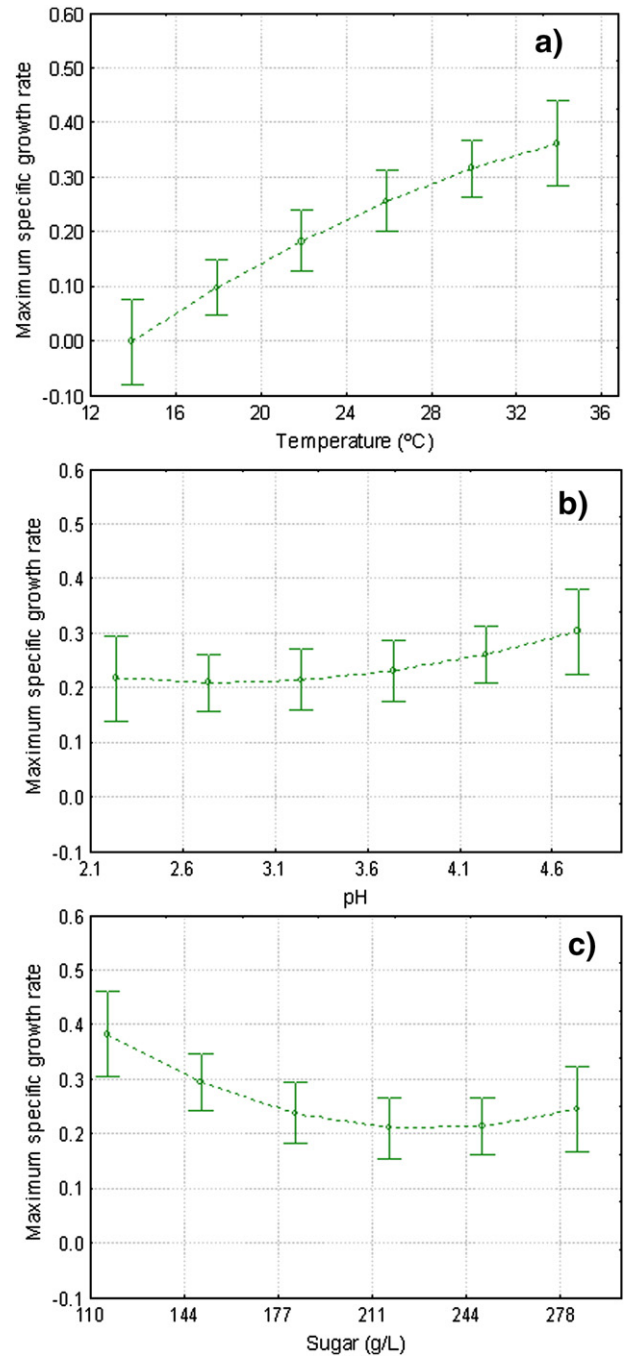 a)
Maximum specific growth rate
0.60
0.50
0.40
0.30
0.20
0.10
0.00
-0.10
12 16 20 24 28 32 36
Temperature (ºC)
b)
Maximum specific growth rate
0.6
0.5
0.4
0.3
0.2
0.1
0.0
-0.1
2.1 2.6 3.1 3.6 4.1 4.6
pH
c)
Maximum specific growth rate
0.6
0.5
0.4
0.3
0.2
0.1
0.0
-0.1
110 144 177 211 244 278
Sugar (g/L)